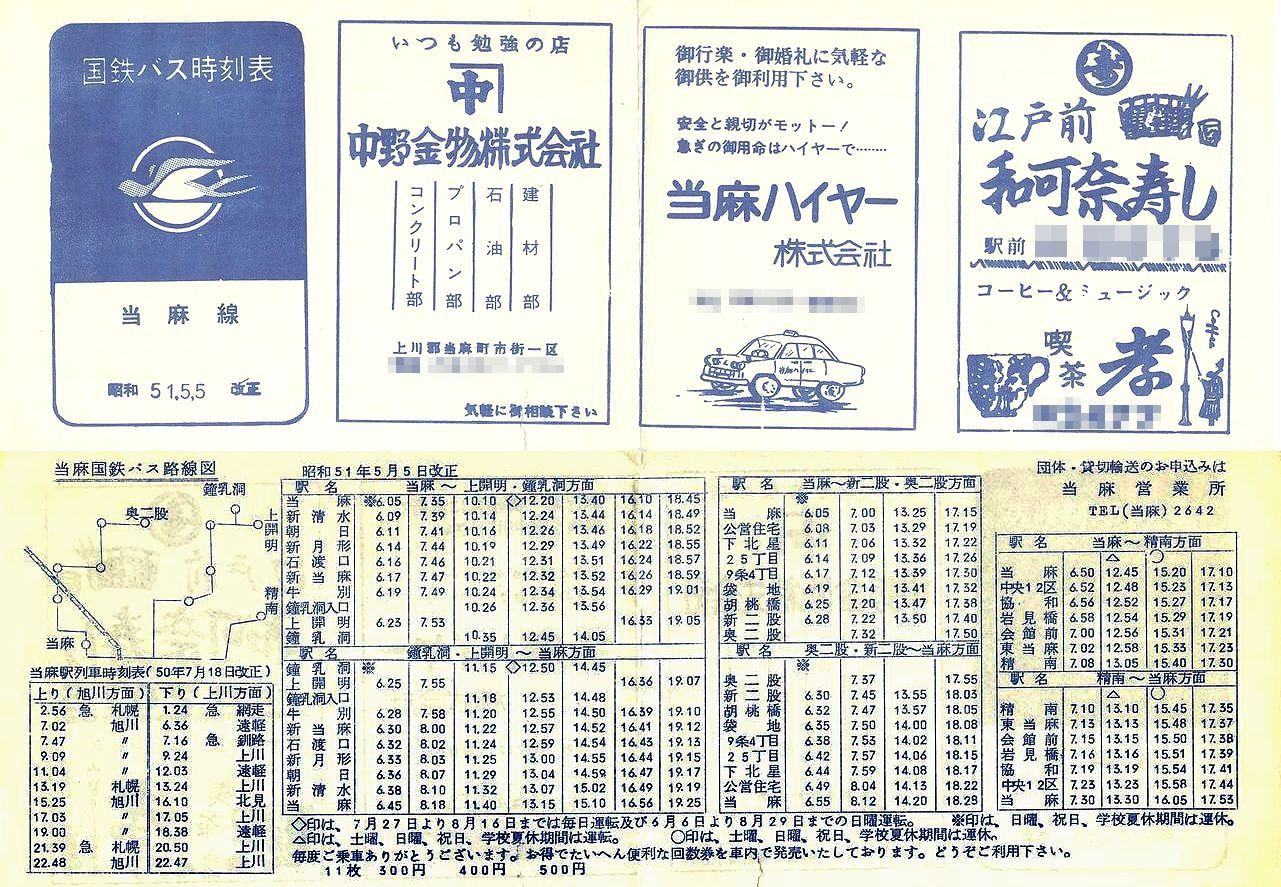 国鉄バス時刻表
当麻線
昭和 51.5.5 改正
いつも勉強の店
中
中野金物株式会社
建材部
石油部
プロパン部
コンクリート部
上川郡当麻町市街一区
気軽に御相談下さい
御行楽・御婚礼に気軽な
御供を御利用下さい。
安全と親切がモットー!
急ぎの御用命はハイヤーで………
当麻ハイヤー
株式会社
寿
江戸前
和可奈寿し
駅前
コーヒー&ミュージック
Coffee
喫茶
孝
当麻国鉄バス路線図
鐘乳洞
奥二股
上開明
精南
当麻
当麻駅列車時刻表(50年7月18日改正)
上り(旭川方面) 下り(上川方面)
2.56 急 札幌 1.24 急 網走
7.02 旭川 6.36 遠軽
7.47 〃 7.16 急 釧路
9.09 〃 9.24 上川
11.04 〃 12.03 遠軽
13.19 札幌 13.24 上川
15.25 旭川 16.10 北見
17.03 〃 17.05 上川
19.00 〃 18.38 遠軽
21.39 急 札幌 20.50 上川
22.48 旭川 22.47 上川
昭和51年5月5日改正
駅名 当麻~上開明・鐘乳洞方面
当麻 ※6.05 7.35 10.10 ◇12.20 13.40 16.10 18.45
新清水 6.09 7.39 10.14 12.24 13.44 16.14 18.49
朝日 6.11 7.41 10.16 12.26 13.46 16.18 18.52
新月形 6.14 7.44 10.19 12.29 13.49 16.22 18.55
石渡口 6.16 7.46 10.21 12.31 13.51 16.24 18.57
新当麻 6.17 7.47 10.22 12.32 13.52 16.26 18.59
牛別 6.19 7.49 10.24 12.34 13.54 16.29 19.01
鐘乳洞入口 10.26 12.36 13.56
上開明 6.23 7.53 16.33 19.05
鐘乳洞 10.35 12.45 14.05
駅名 鐘乳洞・上開明~当麻方面
鐘乳洞 ※ 11.15 ◇12.50 14.45
上開明 6.25 7.55 16.36 19.07
鐘乳洞入口 11.18 12.53 14.48
牛別 6.28 7.58 11.20 12.55 14.50 16.39 19.10
新当麻 6.30 8.00 11.22 12.57 14.52 16.41 19.12
石渡口 6.32 8.02 11.24 12.59 14.54 16.43 19.13
新月形 6.33 8.03 11.25 13.00 14.55 16.44 19.15
朝日 6.36 8.07 11.29 13.04 14.59 16.47 19.17
新清水 6.38 8.10 11.32 13.07 15.02 16.49 19.19
当麻 6.45 8.18 11.40 13.15 15.10 16.56 19.25
駅名 当麻~新二股・奥二股方面
※
当麻 6.05 7.00 13.25 17.15
公営住宅 6.08 7.03 13.29 17.19
下北星 6.11 7.06 13.32 17.22
25丁目 6.14 7.09 13.36 17.26
9条4丁目 6.17 7.12 13.39 17.30
袋地 6.19 7.14 13.41 17.32
胡桃橋 6.25 7.20 13.47 17.38
新二股 6.28 7.22 13.50 17.40
奥二股 7.32 17.50
駅名 奥二股・新二股~当麻方面
※
奥二股 7.37 17.55
新二股 6.30 7.45 13.55 18.03
胡桃橋 6.32 7.47 13.57 18.05
袋地 6.35 7.50 14.00 18.08
9条4丁目 6.38 7.53 14.02 18.11
25丁目 6.42 7.57 14.06 18.15
下北星 6.44 7.59 14.08 18.17
公営住宅 6.49 8.04 14.13 18.22
当麻 6.55 8.12 14.20 18.28
団体・貸切輸送のお申込みは
当麻営業所
TEL(当麻)2642
駅名 当麻~精南方面
△ 〇
当麻 6.50 12.45 15.20 17.10
中央12区 6.52 12.48 15.23 17.13
協和 6.56 12.52 15.27 17.17
岩見橋 6.58 12.54 15.29 17.19
会館前 7.00 12.56 15.31 17.21
東当麻 7.02 12.58 15.33 17.23
精南 7.08 13.05 15.40 17.30
駅名 精南~当麻方面
△ 〇
精南 7.10 13.10 15.45 17.35
東当麻 7.13 13.13 15.48 17.37
会館前 7.15 13.15 15.50 17.38
岩見橋 7.16 13.16 15.51 17.39
協和 7.19 13.19 15.54 17.41
中央12区 7.23 13.23 15.58 17.44
当麻 7.30 13.30 16.05 17.53
◇印は、7月27日より8月16日までは毎日運転及び6月6日より8月29日までの日曜運転。 ※印は、日曜、祝日、学校夏休期間は運休。
△印は、土曜、日曜、祝日、学校夏休期間は運転。 〇印は、土曜、日曜、祝日、学校夏休期間は運休。
毎度ご乗車ありがとうございます。お得でたいへん便利な回数券を車内で発売いたしております。どうぞご利用下さい。
11枚 300円 400円 500円